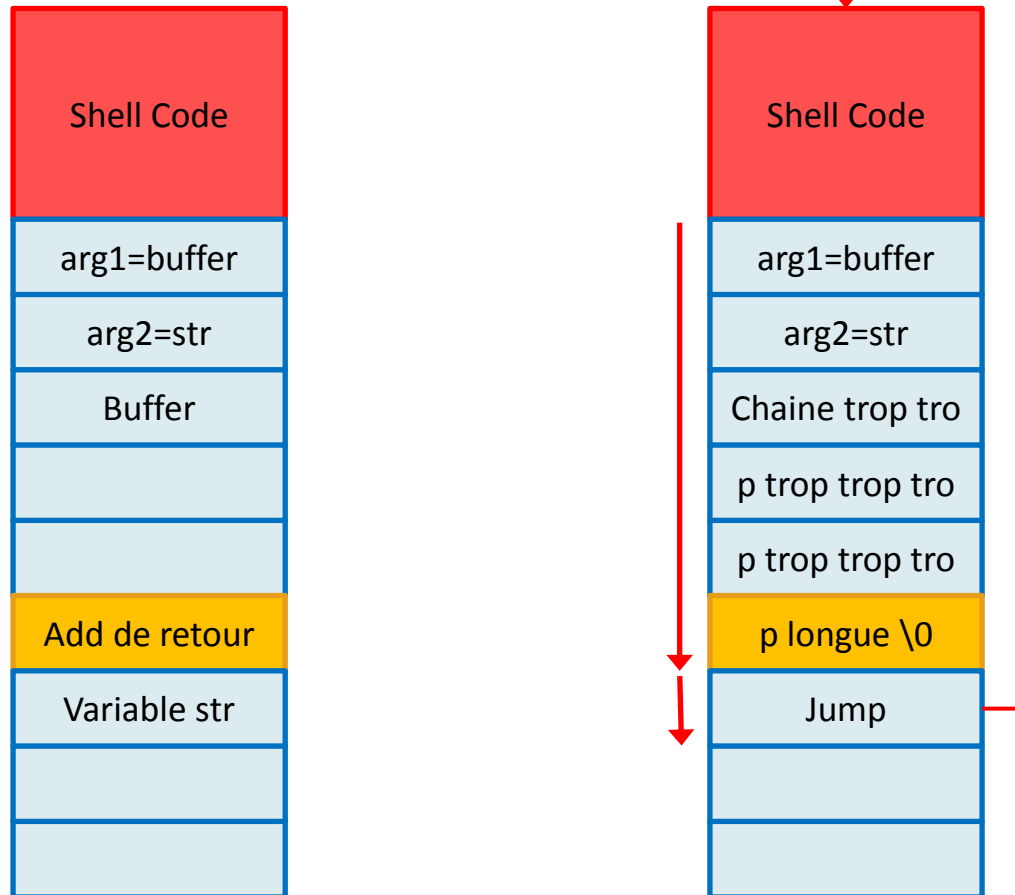 Shell Code
arg1=buffer
arg2=str
Buffer
Add de retour
Variable str
Shell Code
arg1=buffer
arg2=str
Chaine trop tro
p trop trop tro
p trop trop tro
p longue \0
Jump